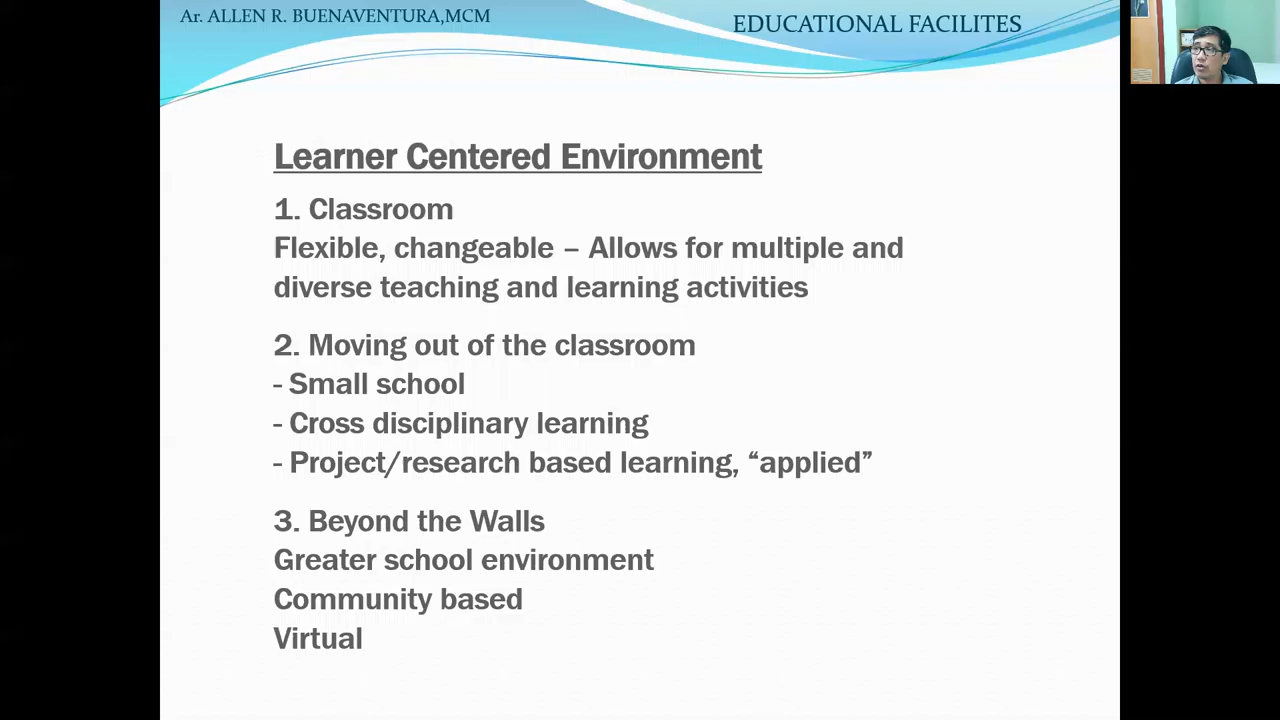 Ar. ALLEN R. BUENAVENTURA,MCM
EDUCATIONAL FACILITES
Learner Centered Environment
1. Classroom
Flexible, changeable – Allows for multiple and
diverse teaching and learning activities
2. Moving out of the classroom
- Small school
- Cross disciplinary learning
- Project/research based learning, “applied”
3. Beyond the Walls
Greater school environment
Community based
Virtual